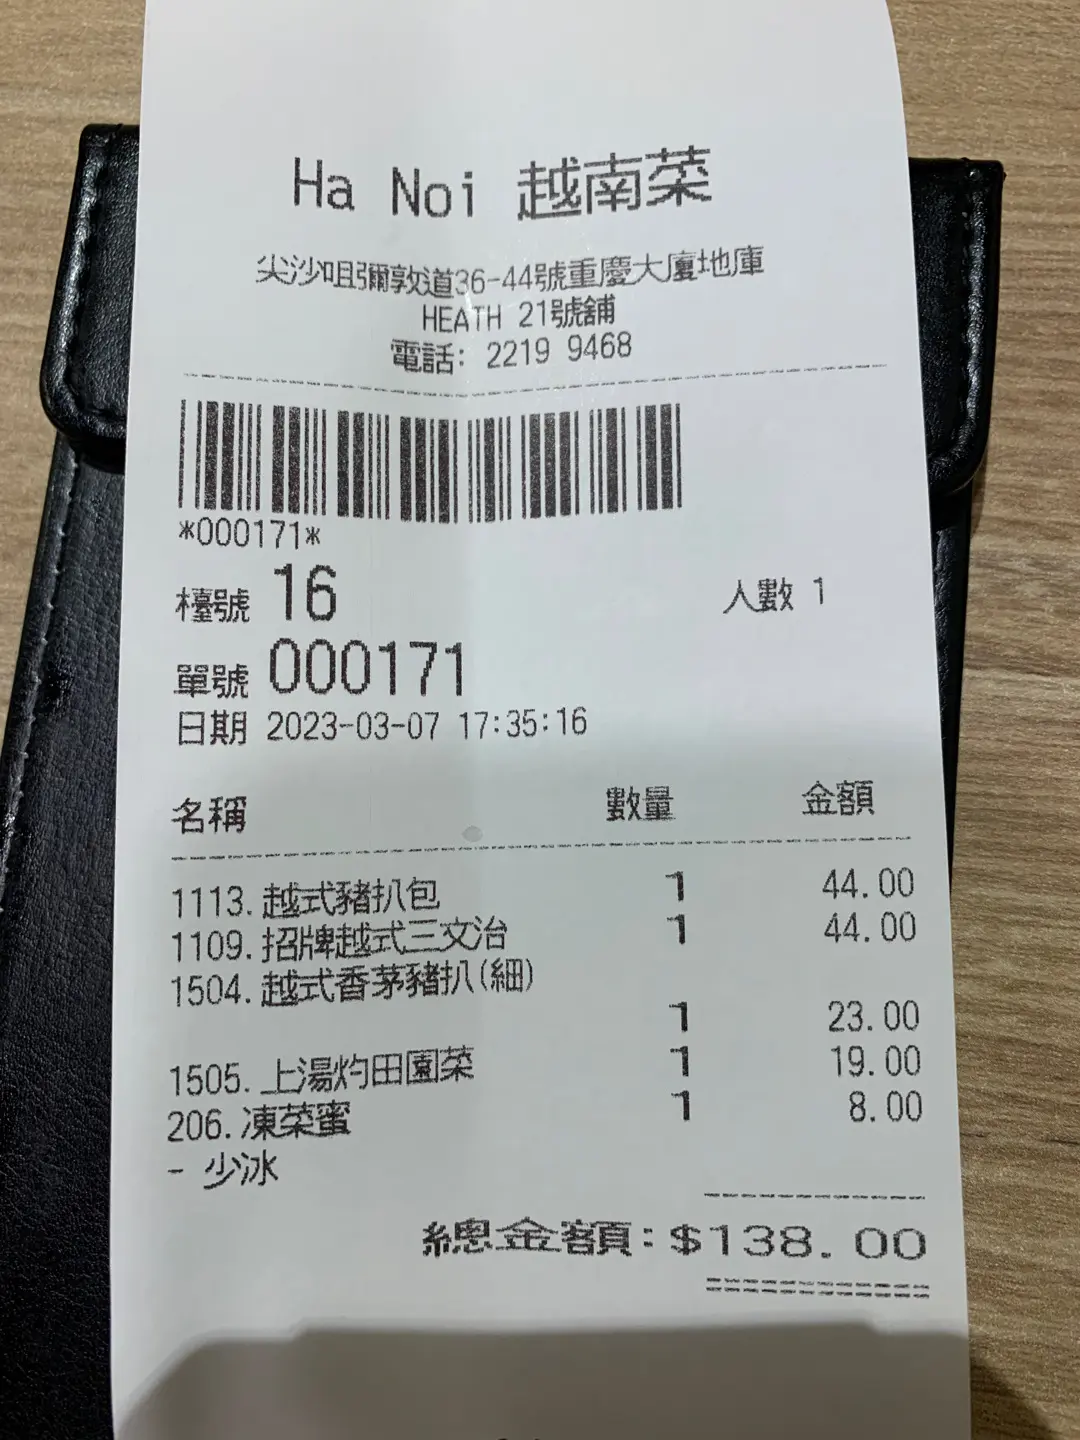 Ha Noi 越南菜
尖沙咀彌敦道36-44號重慶大廈地庫
HEATH 21號舖
電話: 2219 9468
*000171*
檯號 16 人數 1
單號 000171
日期 2023-03-07 17:35:16
名稱 數量 金額
1113. 越式豬扒包 1 44.00
1109. 招牌越式三文治 1 44.00
1504. 越式香茅豬扒(細)
1 23.00
1505. 上湯灼田園菜 1 19.00
206. 凍菜蜜 1 8.00
- 少冰
總金額: $138.00